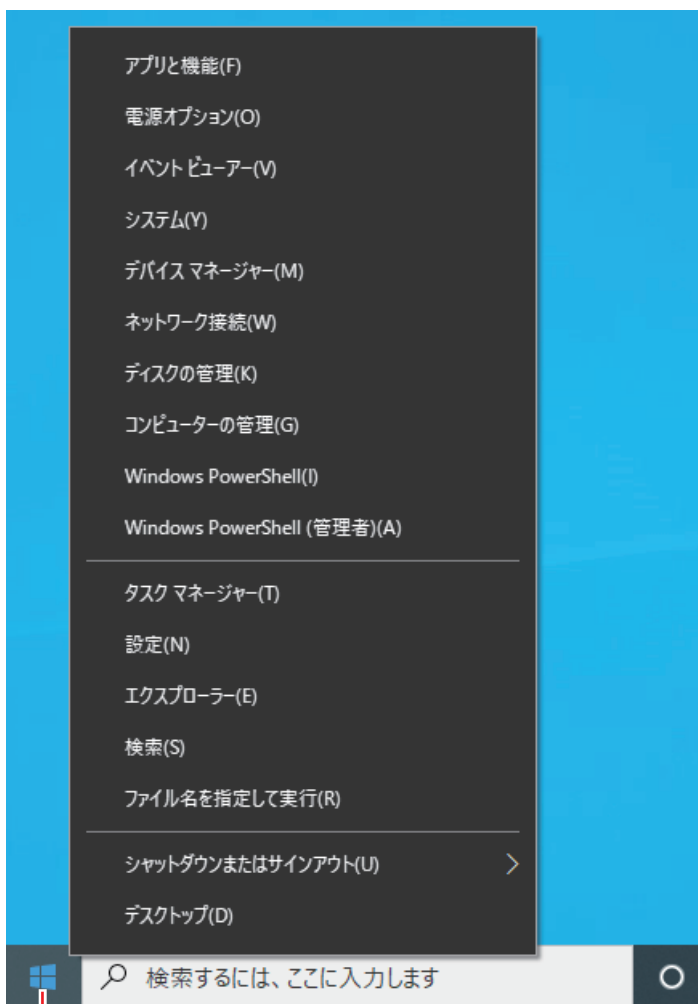 アプリと機能(F)
電源オプション(O)
イベント ビューアー(V)
システム(Y)
デバイス マネージャー(M)
ネットワーク接続(W)
ディスクの管理(K)
コンピューターの管理(G)
Windows PowerShell(I)
Windows PowerShell (管理者)(A)
タスク マネージャー(T)
設定(N)
エクスプローラー(E)
検索(S)
ファイル名を指定して実行(R)
シャットダウンまたはサインアウト(U)
デスクトップ(D)
検索するには、ここに入力します